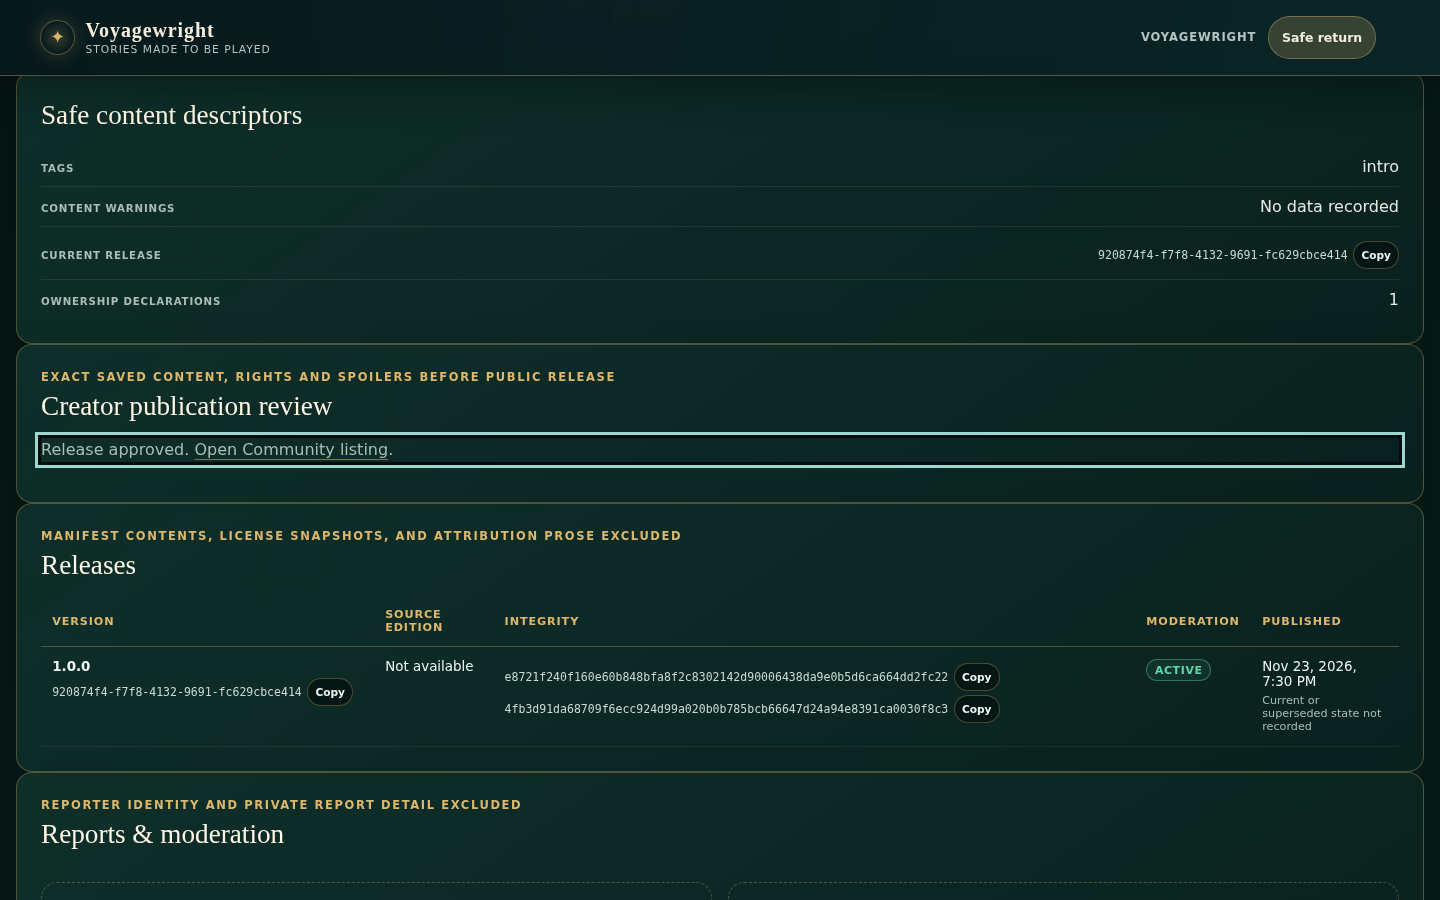 Voyagewright
STORIES MADE TO BE PLAYED
VOYAGEWRIGHT
Safe return
Safe content descriptors
TAGS
intro
CONTENT WARNINGS
No data recorded
CURRENT RELEASE
920874f4-f7f8-4132-9691-fc629cbce414 Copy
OWNERSHIP DECLARATIONS
1
EXACT SAVED CONTENT, RIGHTS AND SPOILERS BEFORE PUBLIC RELEASE
Creator publication review
Release approved. Open Community listing.
MANIFEST CONTENTS, LICENSE SNAPSHOTS, AND ATTRIBUTION PROSE EXCLUDED
Releases
VERSION
SOURCE
EDITION
INTEGRITY
MODERATION
PUBLISHED
1.0.0
920874f4-f7f8-4132-9691-fc629cbce414 Copy
Not available
e8721f240f160e60b848bfa8f2c8302142d90006438da9e0b5d6ca664dd2fc22 Copy
4fb3d91da68709f6ecc924d99a020b0b785bcb66647d24a94e8391ca0030f8c3 Copy
ACTIVE
Nov 23, 2026,
7:30 PM
Current or
superseded state not
recorded
REPORTER IDENTITY AND PRIVATE REPORT DETAIL EXCLUDED
Reports & moderation